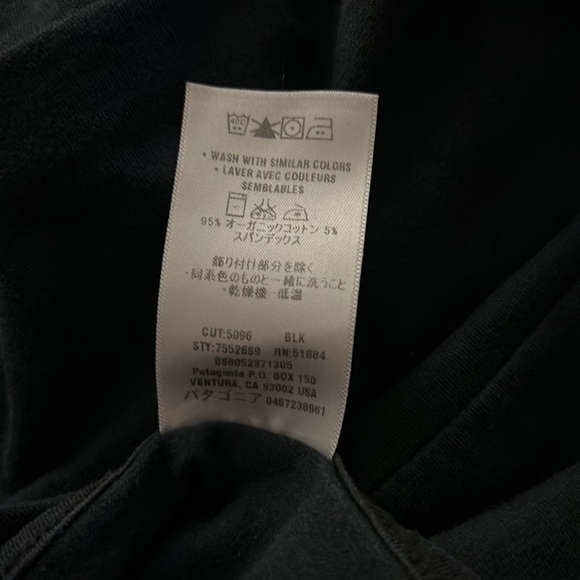 40C
• WASH WITH SIMILAR COLORS
• LAVER AVEC COULEURS
SEMBLABLES
95% オーガニックコットン 5%
スパンデックス
飾り付け部分を除く
・同系色のものと一緒に洗うこと
・乾燥機－低温
CUT:5096 BLK
STY:7552689 RN:51884
088052371305
Patagonia P.O. BOX 150
VENTURA, CA 93002 USA
パタゴニア 0467238961